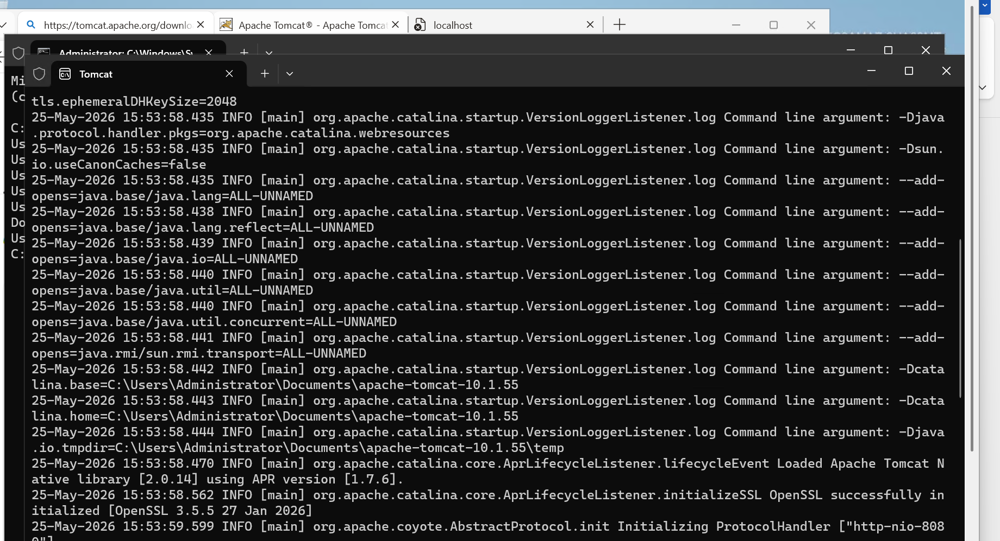 https://tomcat.apache.org/downlo
Apache Tomcat® - Apache Tomcat
localhost
Administrator: C:\Windows\Sy
Tomcat
Mi
(c
C:
Us
Us
Us
Us
Us
Do
Us
C:
tls.ephemeralDHKeySize=2048
25-May-2026 15:53:58.435 INFO [main] org.apache.catalina.startup.VersionLoggerListener.log Command line argument: -Djava
.protocol.handler.pkgs=org.apache.catalina.webresources
25-May-2026 15:53:58.435 INFO [main] org.apache.catalina.startup.VersionLoggerListener.log Command line argument: -Dsun.
io.useCanonCaches=false
25-May-2026 15:53:58.435 INFO [main] org.apache.catalina.startup.VersionLoggerListener.log Command line argument: --add-
opens=java.base/java.lang=ALL-UNNAMED
25-May-2026 15:53:58.438 INFO [main] org.apache.catalina.startup.VersionLoggerListener.log Command line argument: --add-
opens=java.base/java.lang.reflect=ALL-UNNAMED
25-May-2026 15:53:58.439 INFO [main] org.apache.catalina.startup.VersionLoggerListener.log Command line argument: --add-
opens=java.base/java.io=ALL-UNNAMED
25-May-2026 15:53:58.440 INFO [main] org.apache.catalina.startup.VersionLoggerListener.log Command line argument: --add-
opens=java.base/java.util=ALL-UNNAMED
25-May-2026 15:53:58.440 INFO [main] org.apache.catalina.startup.VersionLoggerListener.log Command line argument: --add-
opens=java.base/java.util.concurrent=ALL-UNNAMED
25-May-2026 15:53:58.441 INFO [main] org.apache.catalina.startup.VersionLoggerListener.log Command line argument: --add-
opens=java.rmi/sun.rmi.transport=ALL-UNNAMED
25-May-2026 15:53:58.442 INFO [main] org.apache.catalina.startup.VersionLoggerListener.log Command line argument: -Dcata
lina.base=C:\Users\Administrator\Documents\apache-tomcat-10.1.55
25-May-2026 15:53:58.443 INFO [main] org.apache.catalina.startup.VersionLoggerListener.log Command line argument: -Dcata
lina.home=C:\Users\Administrator\Documents\apache-tomcat-10.1.55
25-May-2026 15:53:58.444 INFO [main] org.apache.catalina.startup.VersionLoggerListener.log Command line argument: -Djava
.io.tmpdir=C:\Users\Administrator\Documents\apache-tomcat-10.1.55\temp
25-May-2026 15:53:58.470 INFO [main] org.apache.catalina.core.AprLifecycleListener.lifecycleEvent Loaded Apache Tomcat N
ative library [2.0.14] using APR version [1.7.6].
25-May-2026 15:53:58.562 INFO [main] org.apache.catalina.core.AprLifecycleListener.initializeSSL OpenSSL successfully in
itialized [OpenSSL 3.5.5 27 Jan 2026]
25-May-2026 15:53:59.599 INFO [main] org.apache.coyote.AbstractProtocol.init Initializing ProtocolHandler ["http-nio-808
0"]